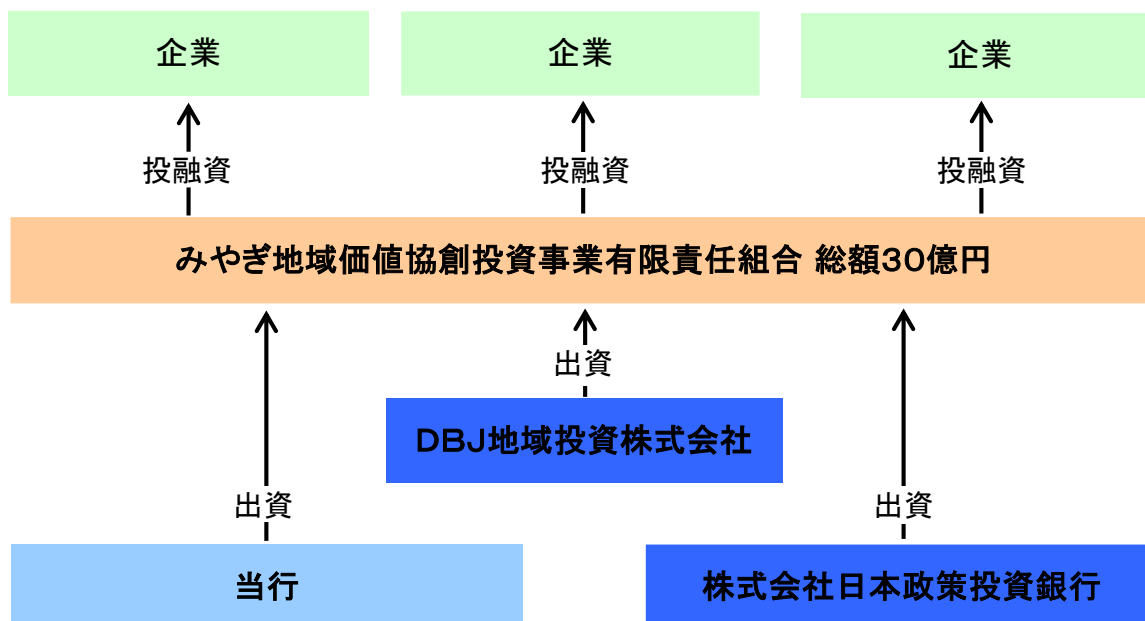 企業
企業
企業
投融資
投融資
投融資
みやぎ地域価値協創投資事業有限責任組合 総額30億円
出資
DBJ地域投資株式会社
出資
出資
当行
株式会社日本政策投資銀行